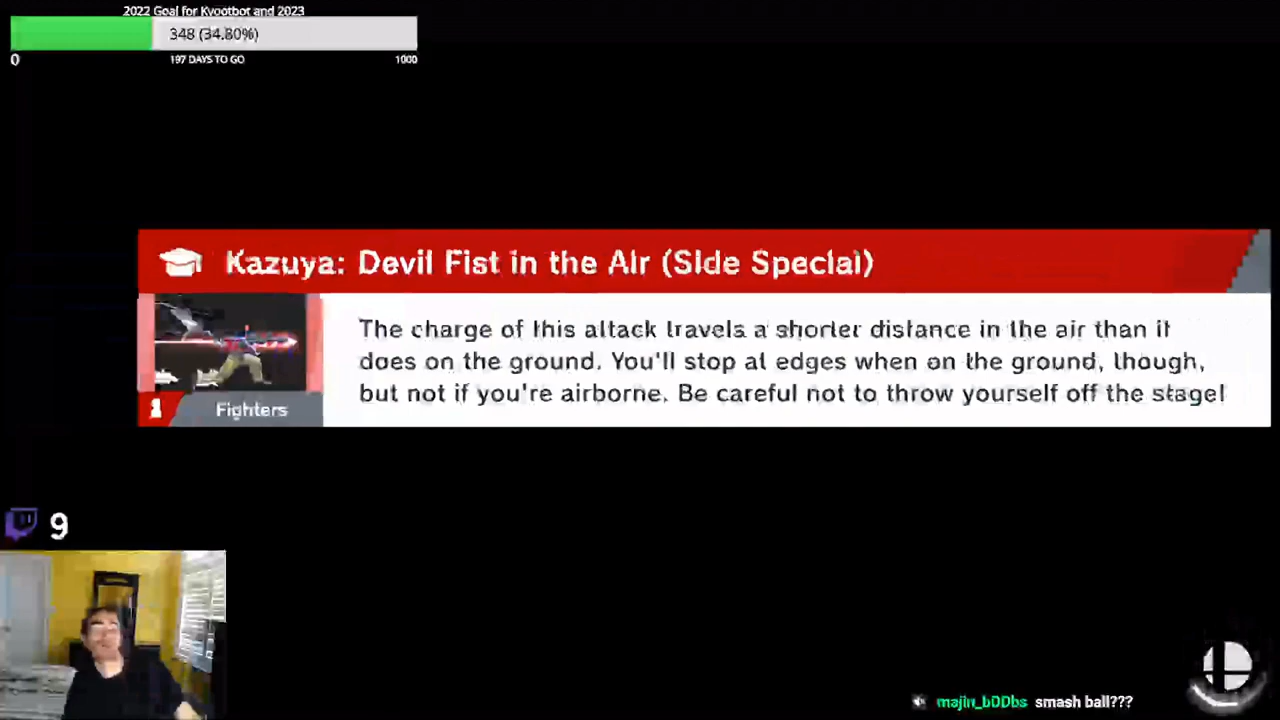 2022 Goal for Kvootbot and 2023
348 (34.80%)
0
197 DAYS TO GO
1000
Kazuya: Devil Fist in the Air (Side Special)
The charge of this attack travels a shorter distance in the air than it
does on the ground. You'll stop at edges when on the ground, though,
but not if you're airborne. Be careful not to throw yourself off the stage!
Fighters
9
majin_b00bs smash ball???